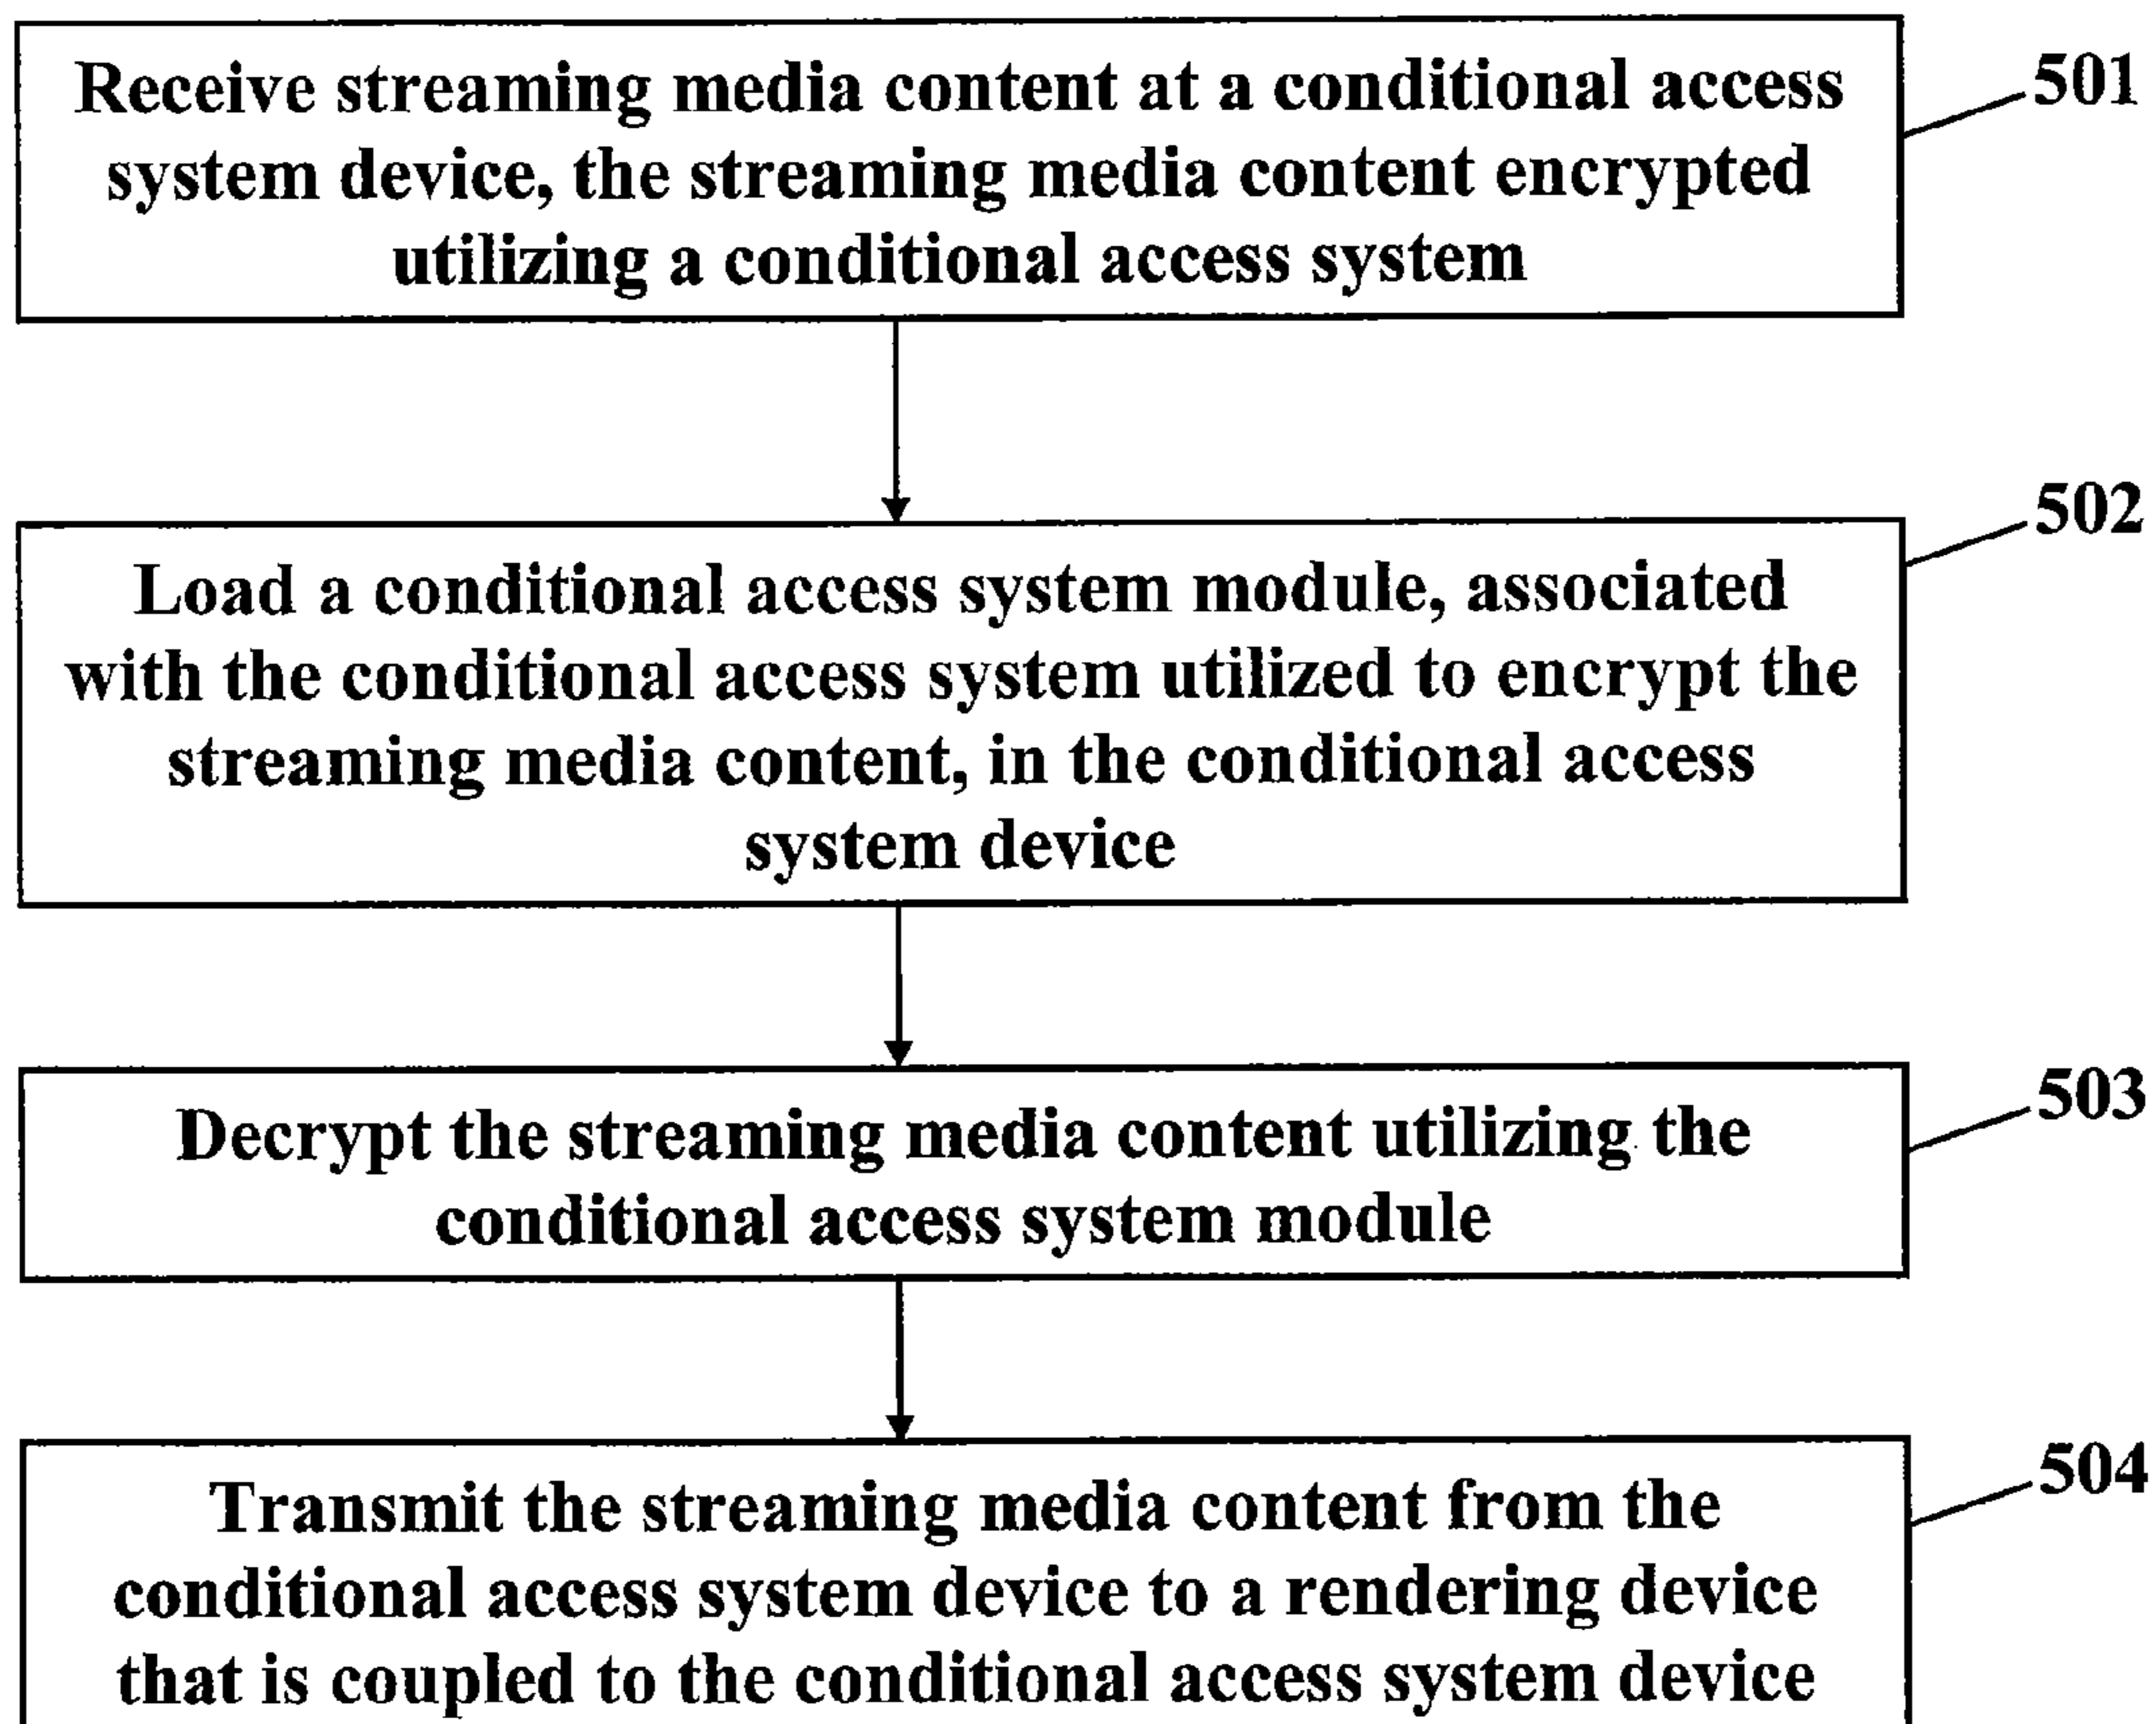 Receive streaming media content at a conditional access
system device, the streaming media content encrypted
utilizing a conditional access system
501
Load a conditional access system module, associated
with the conditional access system utilized to encrypt the
streaming media content, in the conditional access
system device
502
Decrypt the streaming media content utilizing the
conditional access system module
503
Transmit the streaming media content from the
conditional access system device to a rendering device
that is coupled to the conditional access system device
504